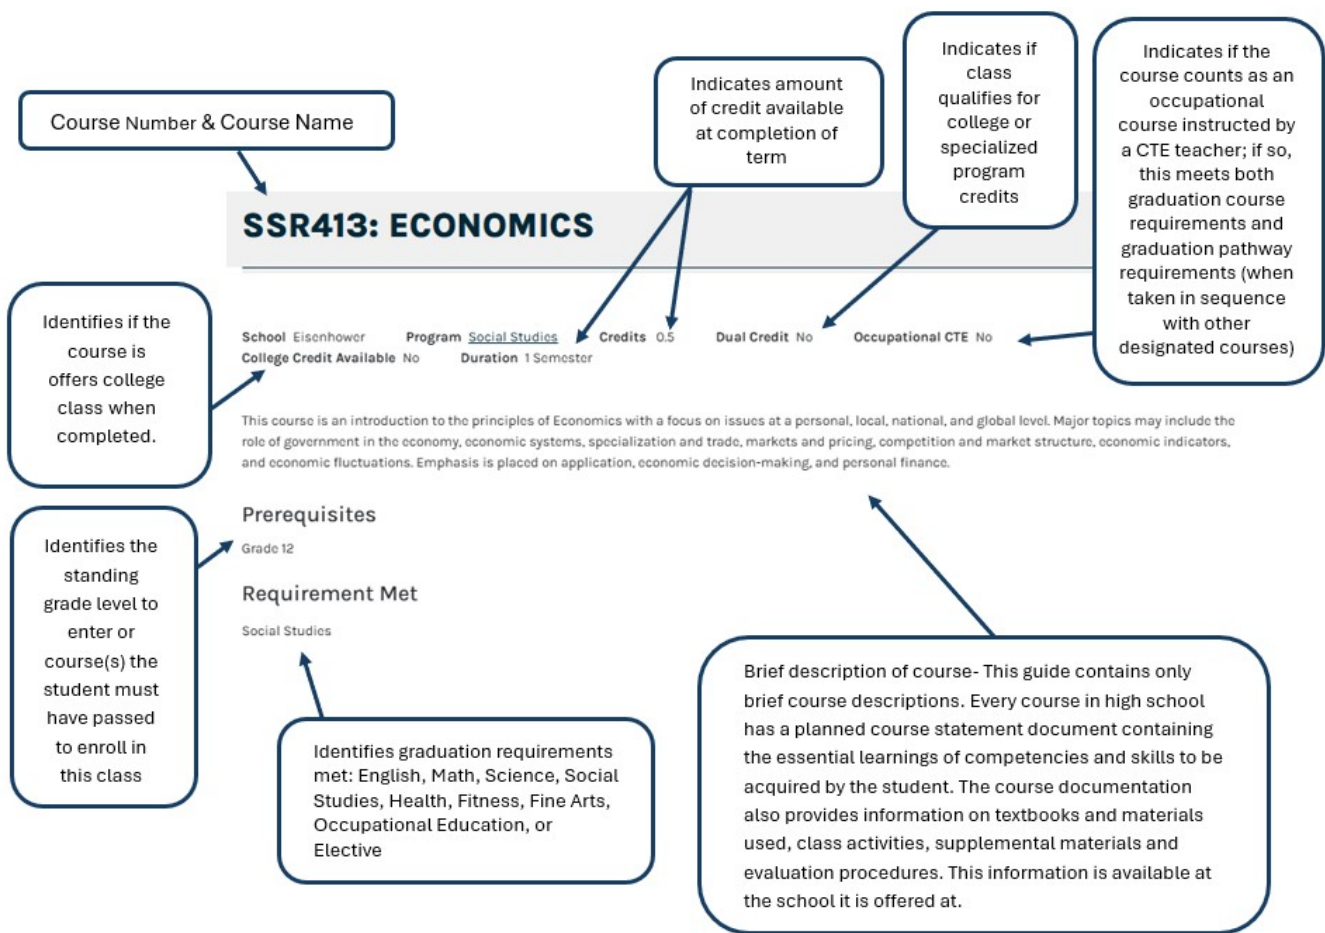 Course Number & Course Name
Indicates amount
of credit available
at completion of
term
Indicates if
class
qualifies for
college or
specialized
program
credits
Indicates if the
course counts as an
occupational
course instructed by
a CTE teacher; if so,
this meets both
graduation course
requirements and
graduation pathway
requirements (when
taken in sequence
with other
designated courses)
SSR413: ECONOMICS
Identifies if the
course is
offers college
class when
completed.
School Eisenhower Program Social Studies Credits 0.5 Dual Credit No Occupational CTE No
College Credit Available No Duration 1 Semester
This course is an introduction to the principles of Economics with a focus on issues at a personal, local, national, and global level. Major topics may include the
role of government in the economy, economic systems, specialization and trade, markets and pricing, competition and market structure, economic indicators,
and economic fluctuations. Emphasis is placed on application, economic decision-making, and personal finance.
Prerequisites
Grade 12
Identifies the
standing
grade level to
enter or
course(s) the
student must
have passed
to enroll in
this class
Requirement Met
Social Studies
Identifies graduation requirements
met: English, Math, Science, Social
Studies, Health, Fitness, Fine Arts,
Occupational Education, or
Elective
Brief description of course- This guide contains only
brief course descriptions. Every course in high school
has a planned course statement document containing
the essential learnings of competencies and skills to be
acquired by the student. The course documentation
also provides information on textbooks and materials
used, class activities, supplemental materials and
evaluation procedures. This information is available at
the school it is offered at.